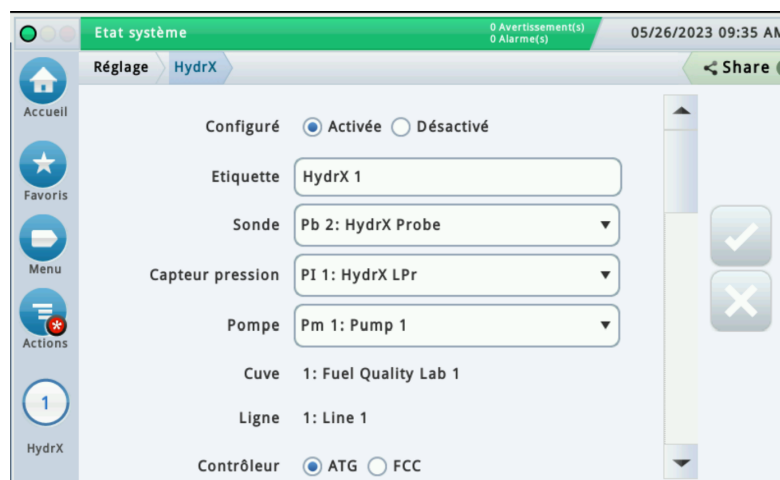 Etat système
0 Avertissement(s)
0 Alarme(s)
05/26/2023 09:35 AM
Réglage
HydrX
Share
Accueil
Configuré
Activée
Désactivé
Etiquette
HydrX 1
Favoris
Sonde
Pb 2: HydrX Probe
Menu
Capteur pression
PI 1: HydrX LPr
Pompe
Pm 1: Pump 1
Actions
Cuve
1: Fuel Quality Lab 1
1
Ligne
1: Line 1
HydrX
Contrôleur
ATG
FCC